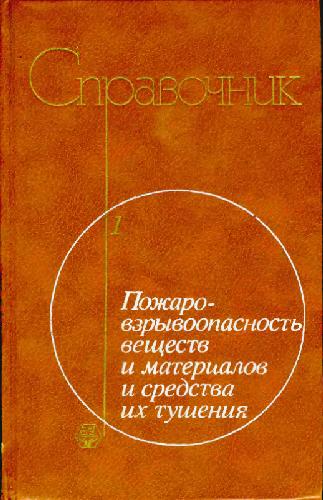 Справочник
1
Пожаро-
взрывоопасность
веществ
и материалов
и средства
их тушения